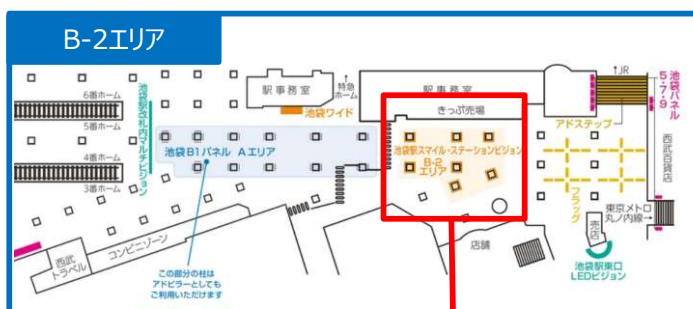 B-2エリア
6番ホーム
5番ホーム
4番ホーム
3番ホーム
池袋駅改札内マルチビジョン
駅事務室
↑
特急
ホーム
池袋ワイド
駅事務室
きっぷ売場
↑JR
池袋パネル
5・7・9
アドステップ
西武百貨店
池袋B1パネル Aエリア
池袋駅スマイル・ステーションビジョン
B-2
エリア
フラッグ
東京メトロ
丸ノ内線→
売店
池袋駅東口
LEDビジョン
店舗
コンビニゾーン
西武
トラベル
この部分の柱は
アドピラーとしても
ご利用いただけます